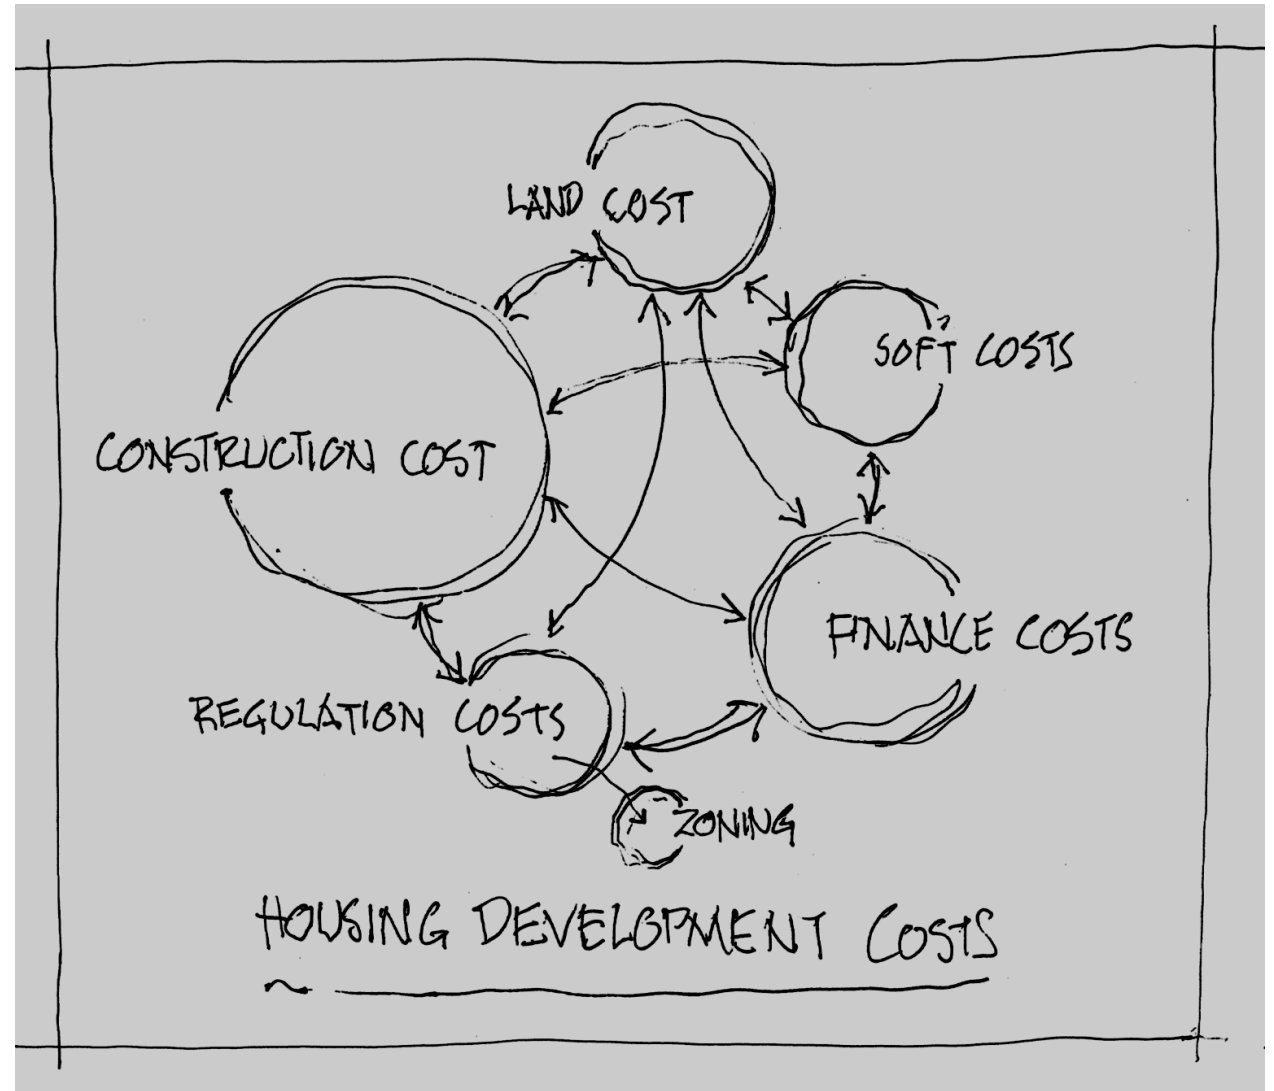 LAND COST
SOFT COSTS
CONSTRUCTION COST
FINANCE COSTS
REGULATION COSTS
ZONING
HOUSING DEVELOPMENT COSTS